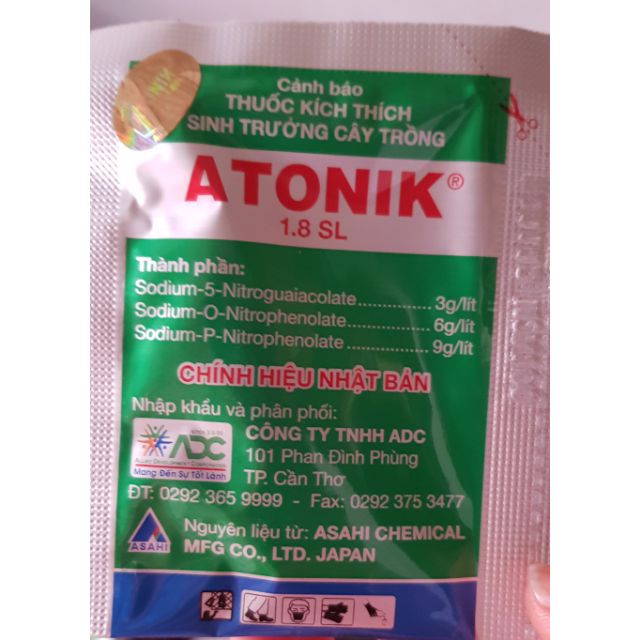 NIK
Cảnh báo
THUỐC KÍCH THÍCH
SINH TRƯỞNG CÂY TRỒNG
ATONIK®
1.8 SL
Thành phần:
Sodium-5-Nitroguaiacolate.............. 3g/lít
Sodium-O-Nitrophenolate................ 6g/lít
Sodium-P-Nitrophenolate................ 9g/lít
CHÍNH HIỆU NHẬT BẢN
Nhập khẩu và phân phối:
ADC
Mang Đến Sự Tốt Lành
CÔNG TY TNHH ADC
101 Phan Đình Phùng
TP. Cần Thơ
ĐT: 0292 365 9999 - Fax: 0292 375 3477
ASAHI
Nguyên liệu từ: ASAHI CHEMICAL
MFG CO., LTD. JAPAN